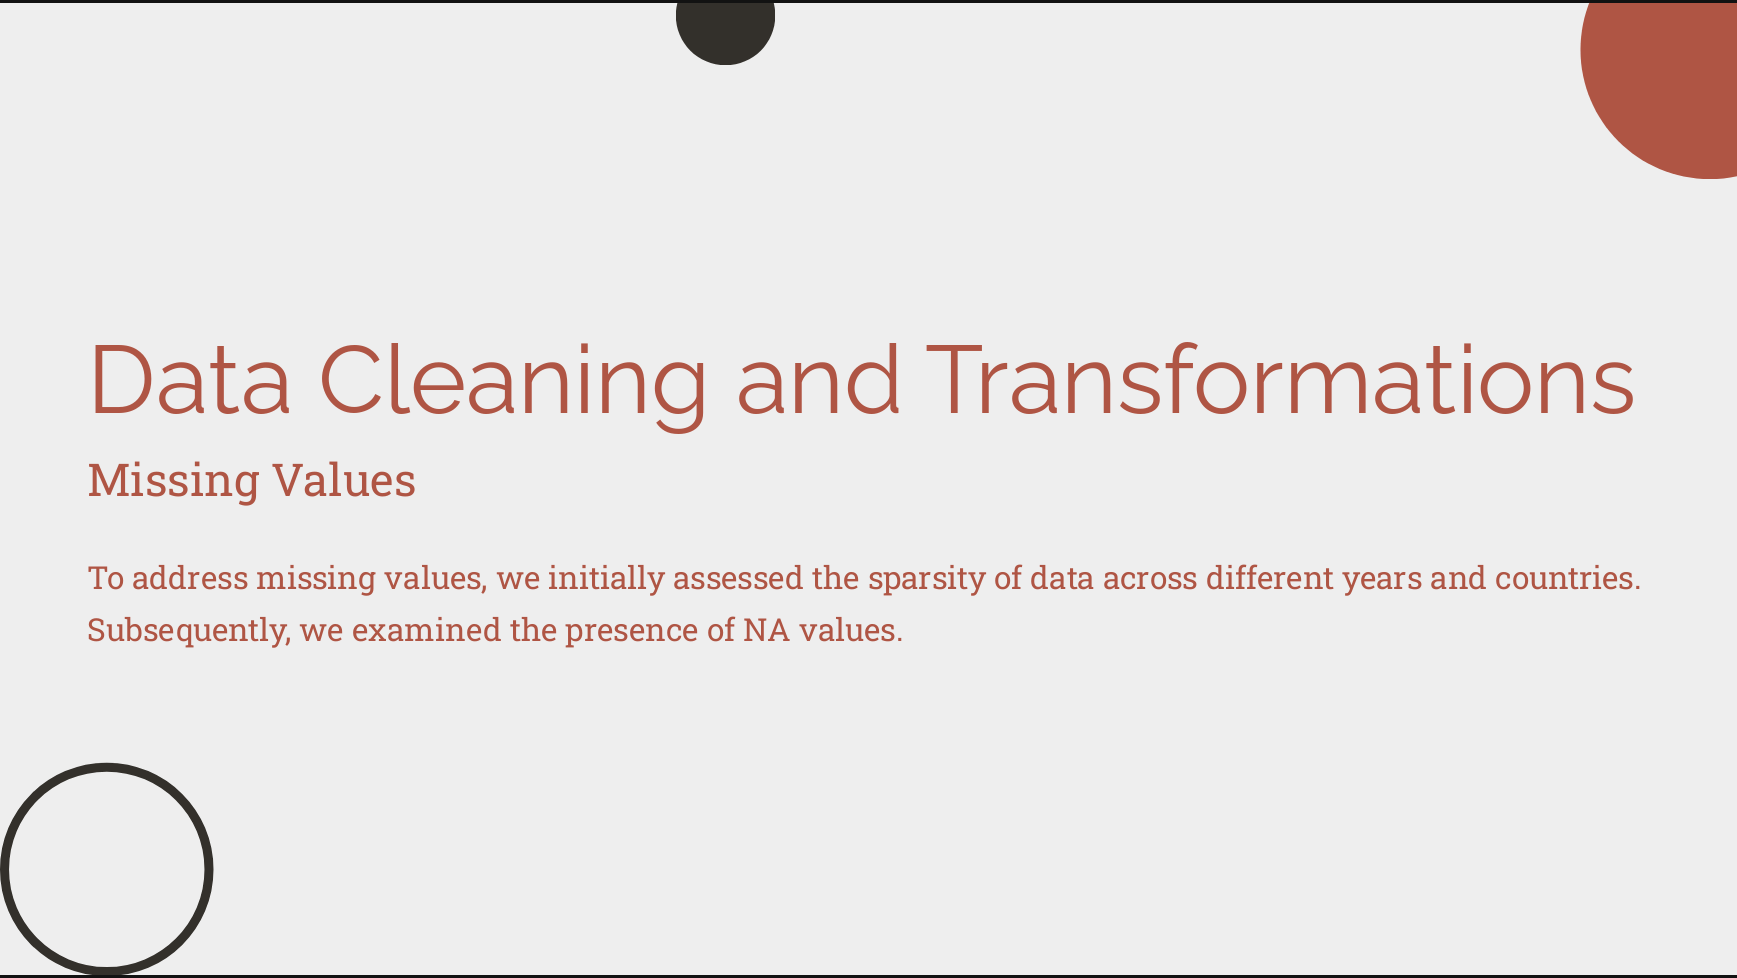 Data Cleaning and Transformations
Missing Values
To address missing values, we initially assessed the sparsity of data across different years and countries.
Subsequently, we examined the presence of NA values.